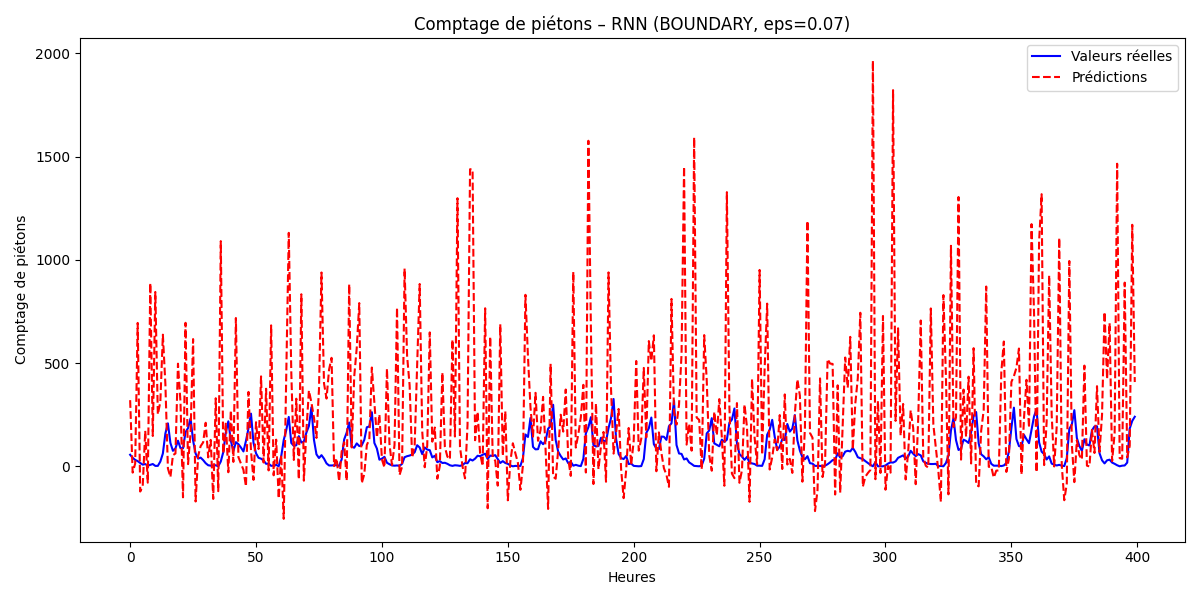 Comptage de piétons – RNN (BOUNDARY, eps=0.07)
Valeurs réelles
Prédictions
Comptage de piétons
2000
1500
1000
500
0
0 50 100 150 200 250 300 350 400
Heures